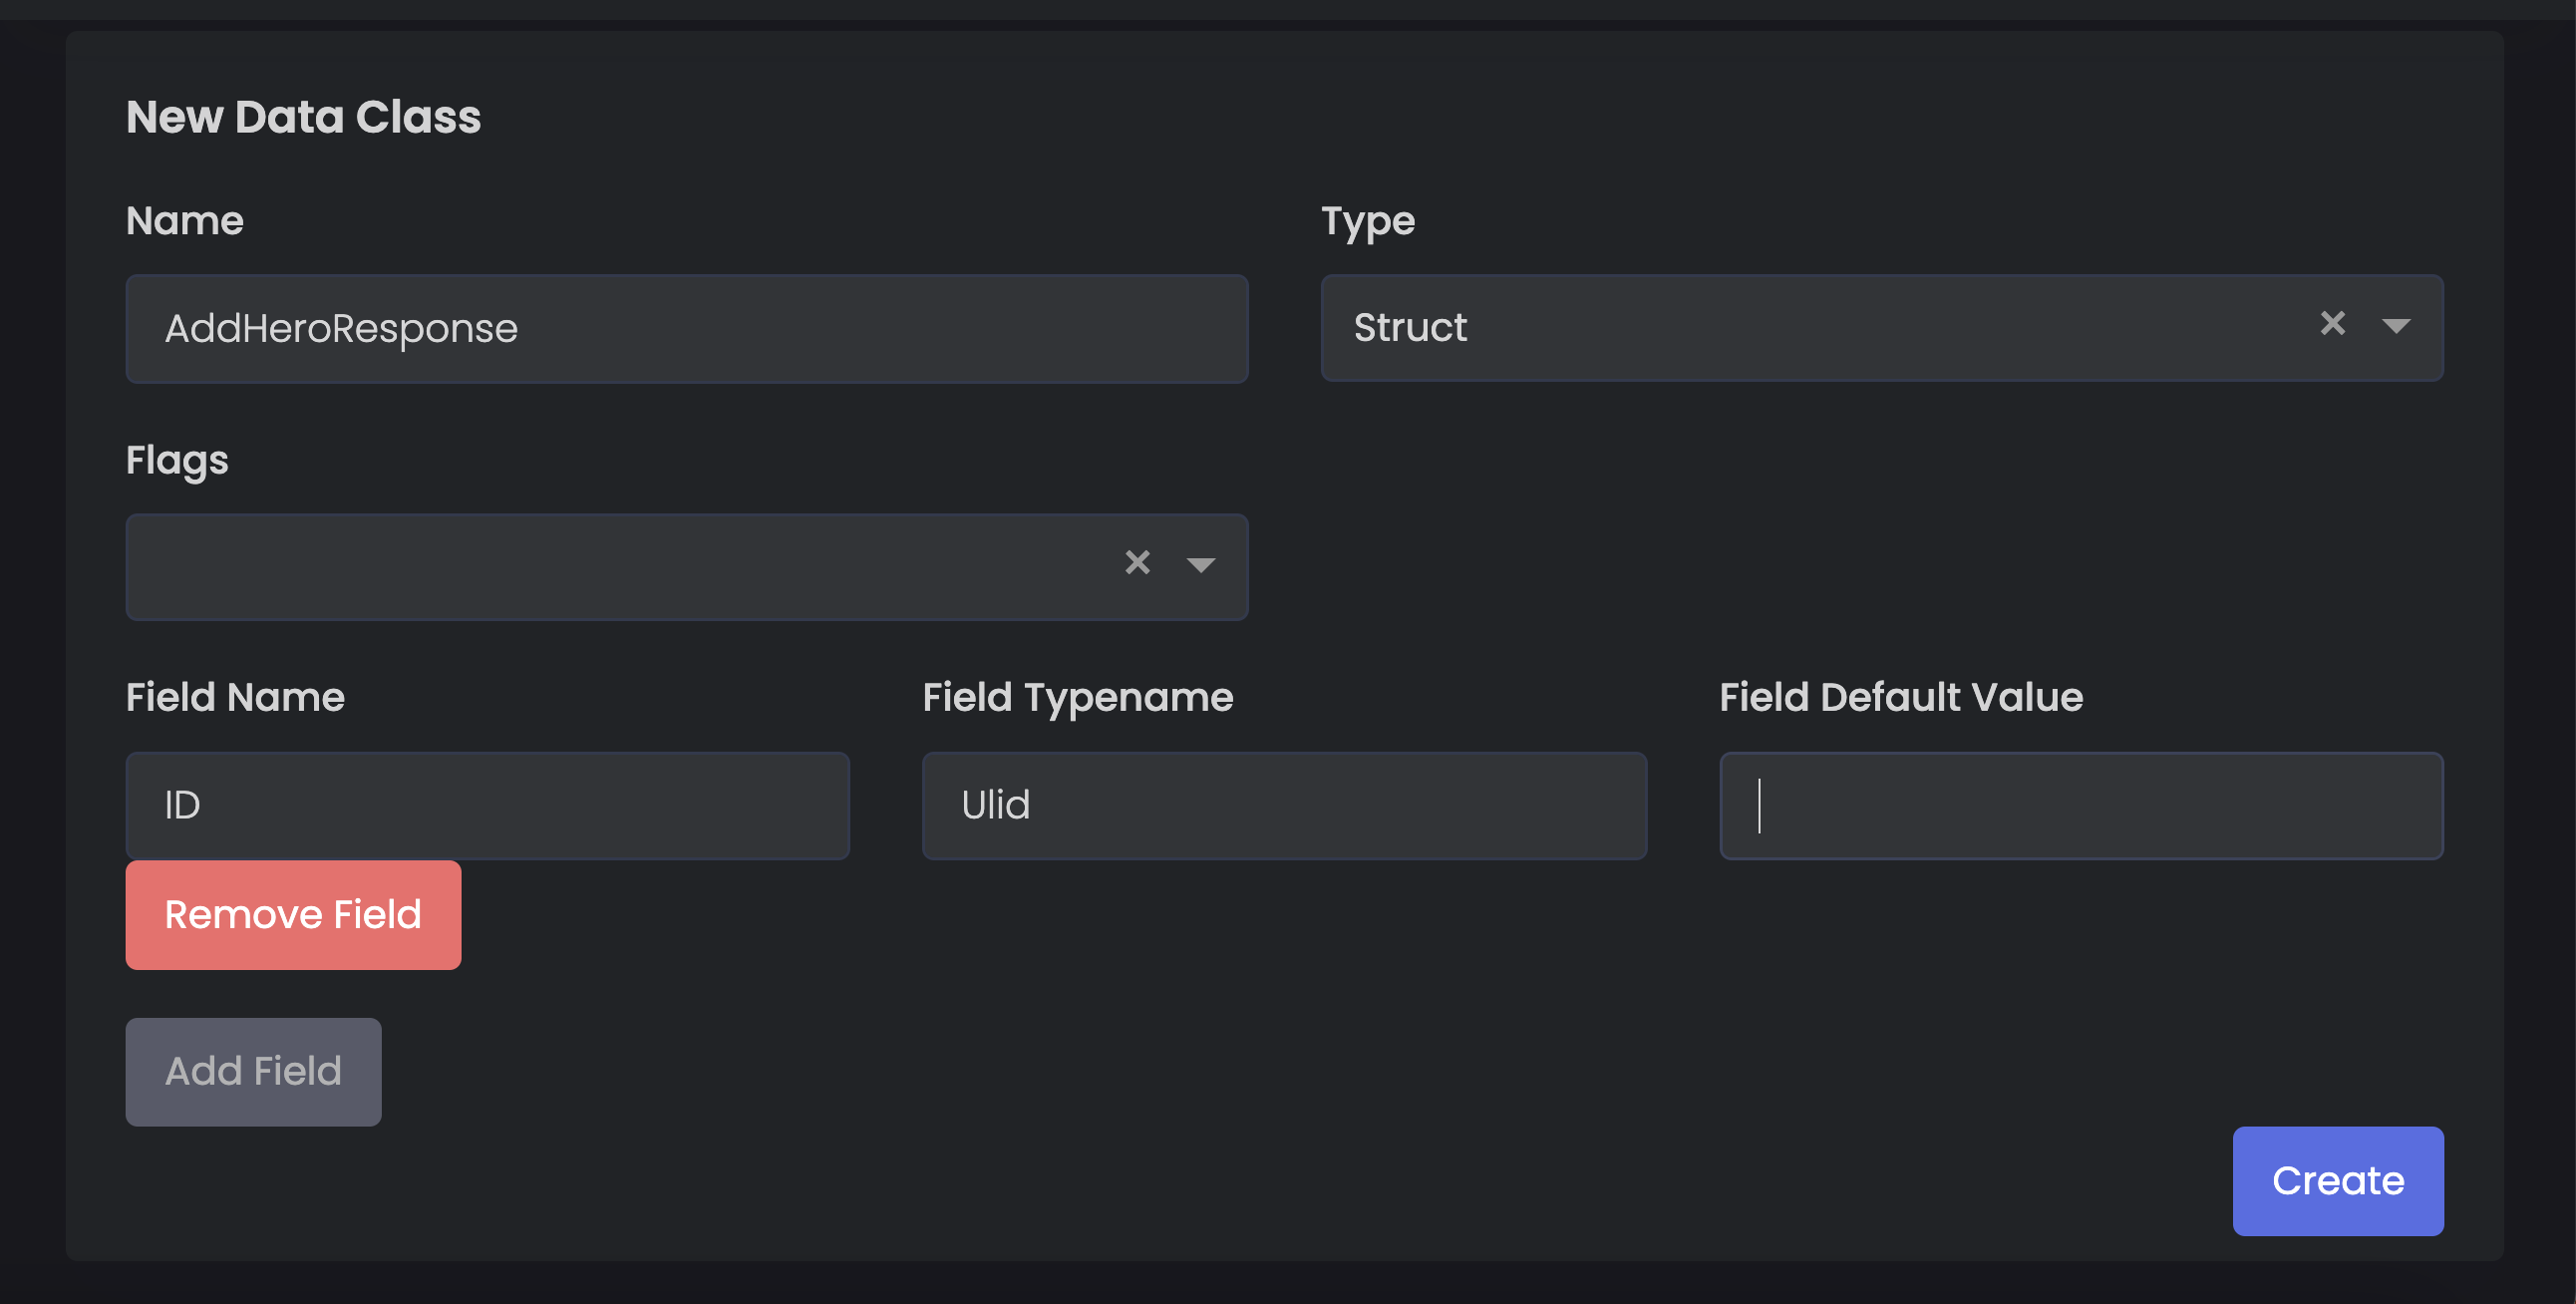 New Data Class
Name
Type
AddHeroResponse
Struct
Flags
Field Name
Field Typename
Field Default Value
ID
Ulid
Remove Field
Add Field
Create